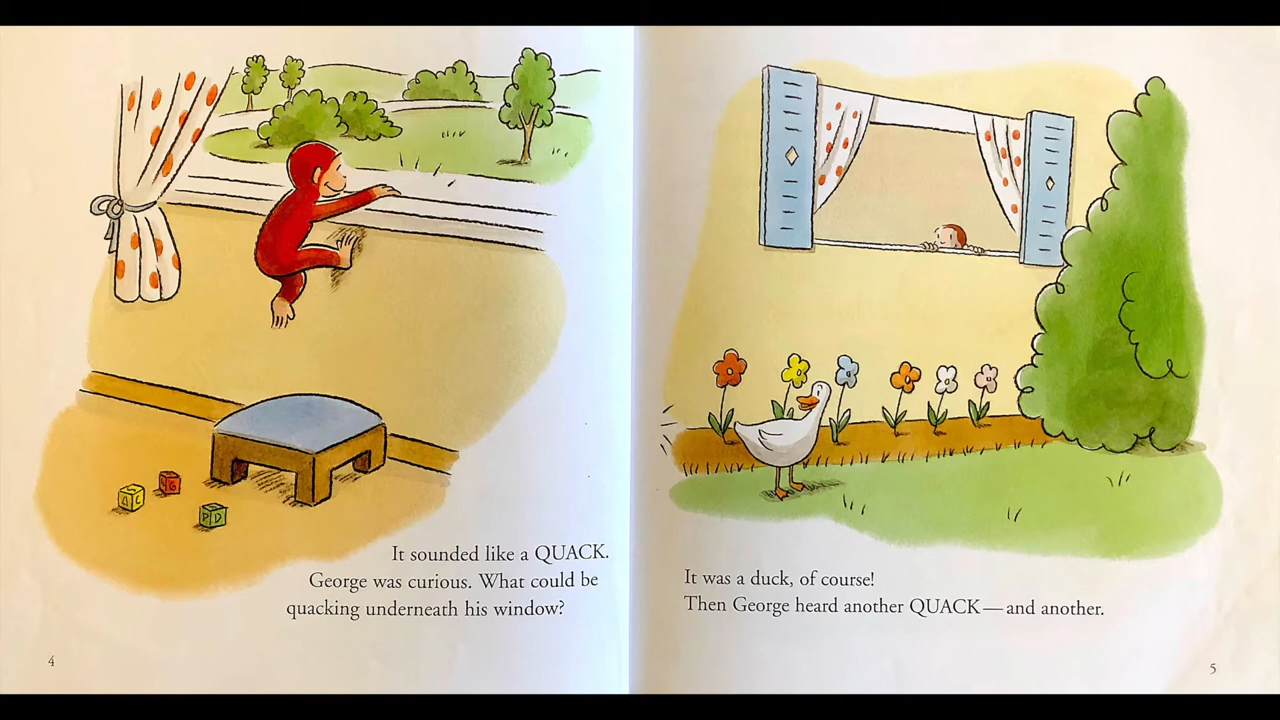 It sounded like a QUACK.
George was curious. What could be
quacking underneath his window?
4
It was a duck, of course!
Then George heard another QUACK—and another.
5